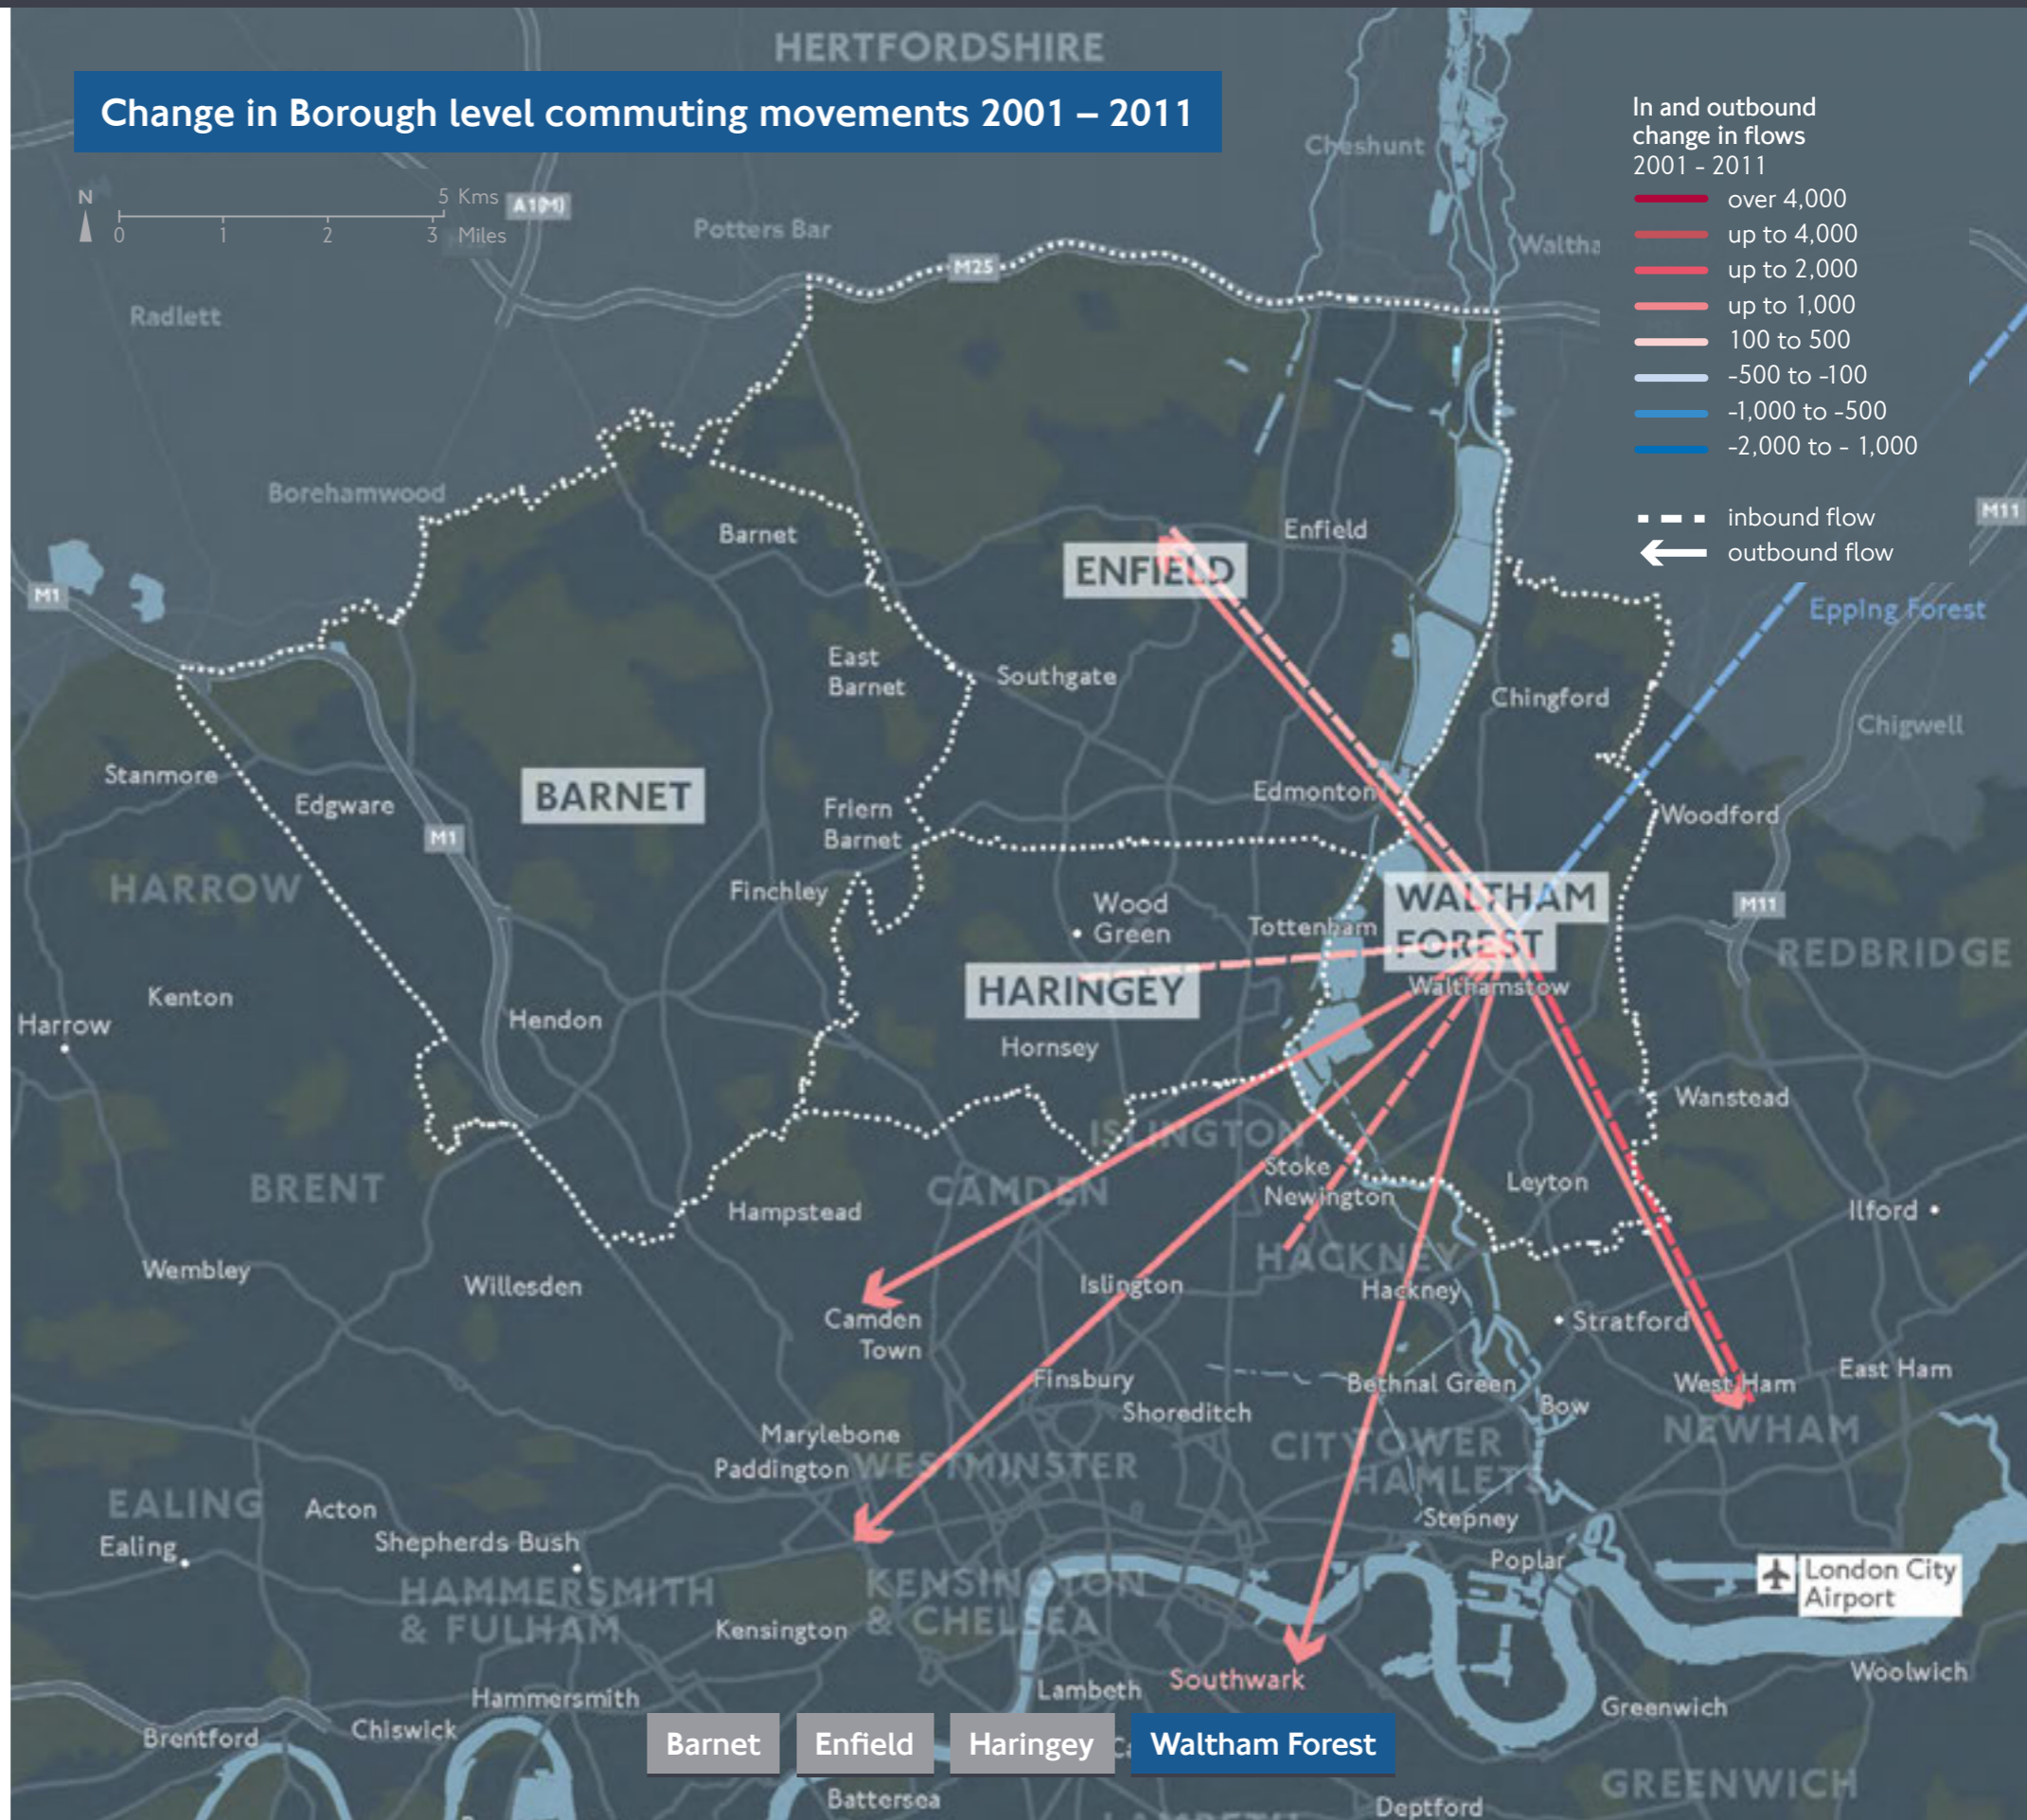 HERTFORDSHIRE
Change in Borough level commuting movements 2001 – 2011
In and outbound
change in flows
2001 - 2011
over 4,000
up to 4,000
up to 2,000
up to 1,000
100 to 500
-500 to -100
-1,000 to -500
-2,000 to - 1,000
inbound flow
outbound flow
N
5 Kms
0 1 2 3 Miles
A1(M)
Cheshunt
Potters Bar
Waltha
M25
Radlett
Borehamwood
M11
Barnet
Enfield
ENFIELD
M1
Epping Forest
East
Barnet
Southgate
Chingford
Chigwell
Stanmore
Edgware
BARNET
Edmonton
Friern
Barnet
Woodford
M1
HARROW
Finchley
Wood
Green
Tottenham
WALTHAM
FOREST
M11
REDBRIDGE
HARINGEY
Walthamstow
Kenton
Harrow
Hendon
Hornsey
Wanstead
ISLINGTON
BRENT
CAMDEN
Stoke
Newington
Leyton
Hampstead
Ilford
HACKNEY
Wembley
Willesden
Islington
Hackney
Camden
Town
Stratford
Finsbury
Bethnal Green
West Ham
East Ham
Shoreditch
Bow
NEWHAM
Marylebone
Paddington
WESTMINSTER
CITY
TOWER
HAMLETS
EALING
Acton
Stepney
Ealing
Shepherds Bush
Poplar
London City
Airport
HAMMERSMITH
& FULHAM
KENSINGTON
& CHELSEA
Kensington
Lambeth
Southwark
Woolwich
Hammersmith
Greenwich
Brentford
Chiswick
Barnet
Enfield
Haringey
Ca
Waltham Forest
GREENWICH
Battersea
Deptford
LAMBETH